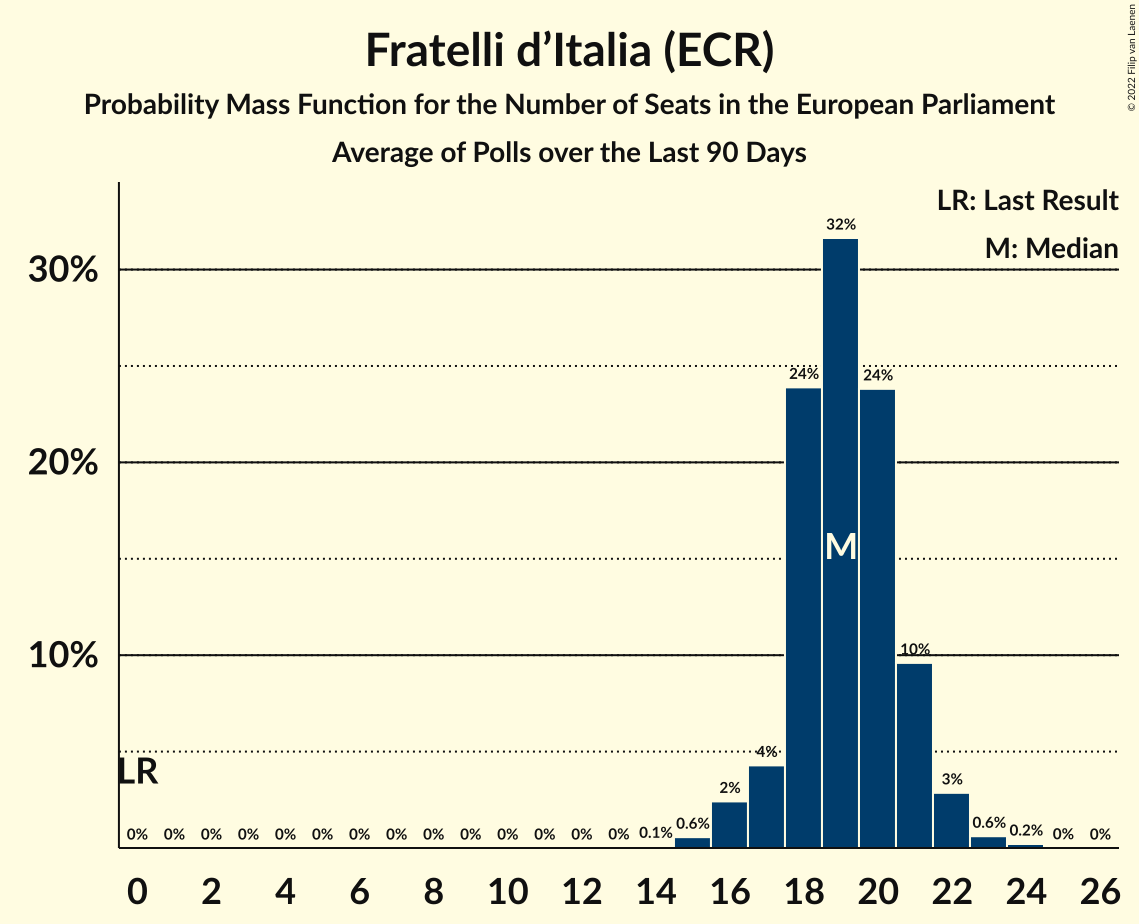 Fratelli d’Italia (ECR)
Probability Mass Function for the Number of Seats in the European Parliament
Average of Polls over the Last 90 Days
© 2022 Filip van Laenen
LR: Last Result
M: Median
32%
30%
24% 24%
20%
M
10%
10%
4%
LR
2% 3%
0% 0% 0% 0% 0% 0% 0% 0% 0% 0% 0% 0% 0% 0% 0.1% 0.6% 0.6% 0.2% 0% 0%
0 2 4 6 8 10 12 14 16 18 20 22 24 26